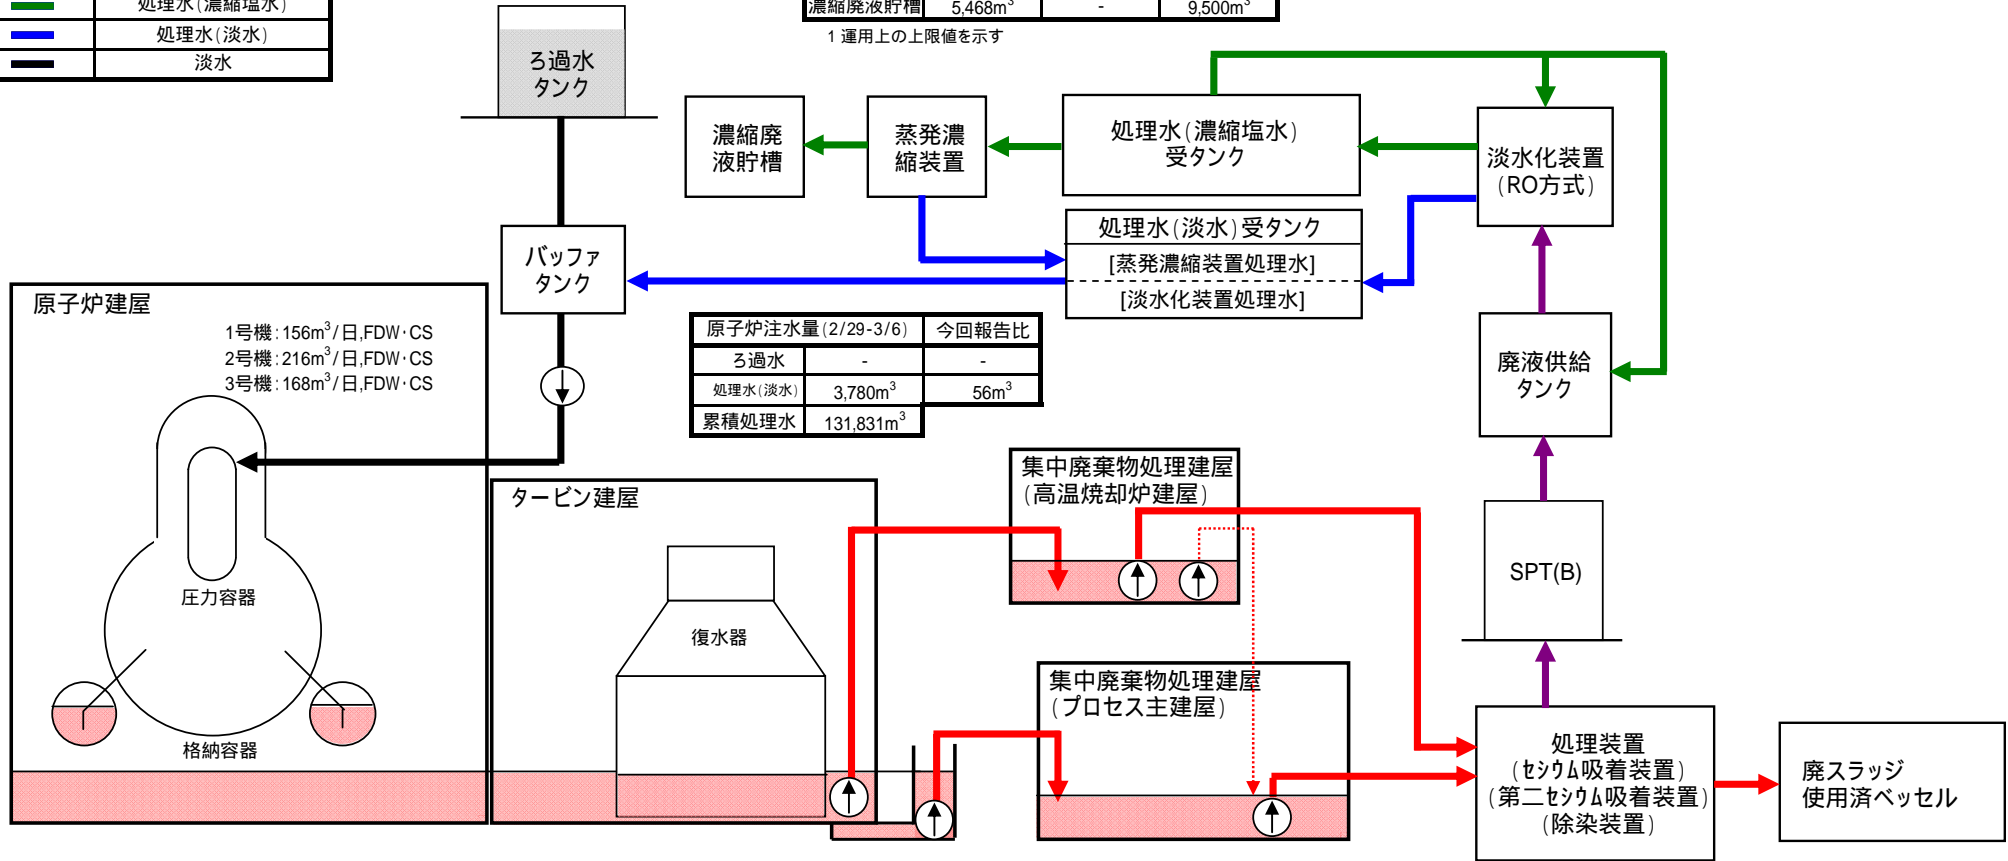 処理水(濃縮塩水)
処理水(淡水)
淡水
濃縮廃液貯槽 5,468m³ - 9,500m³
1 運用上の上限値を示す
ろ過水
タンク
濃縮廃
液貯槽
蒸発濃
縮装置
処理水(濃縮塩水)
受タンク
淡水化装置
(RO方式)
処理水(淡水)受タンク
[蒸発濃縮装置処理水]
[淡水化装置処理水]
バッファ
タンク
原子炉建屋
1号機:156m³/日,FDW・CS
2号機:216m³/日,FDW・CS
3号機:168m³/日,FDW・CS
原子炉注水量(2/29-3/6) 今回報告比
ろ過水 - -
処理水(淡水) 3,780m³ 56m³
累積処理水 131,831m³
廃液供給
タンク
圧力容器
格納容器
タービン建屋
復水器
集中廃棄物処理建屋
(高温焼却炉建屋)
SPT(B)
集中廃棄物処理建屋
(プロセス主建屋)
処理装置
(セシウム吸着装置)
(第二セシウム吸着装置)
(除染装置)
廃スラッジ
使用済ベッセル